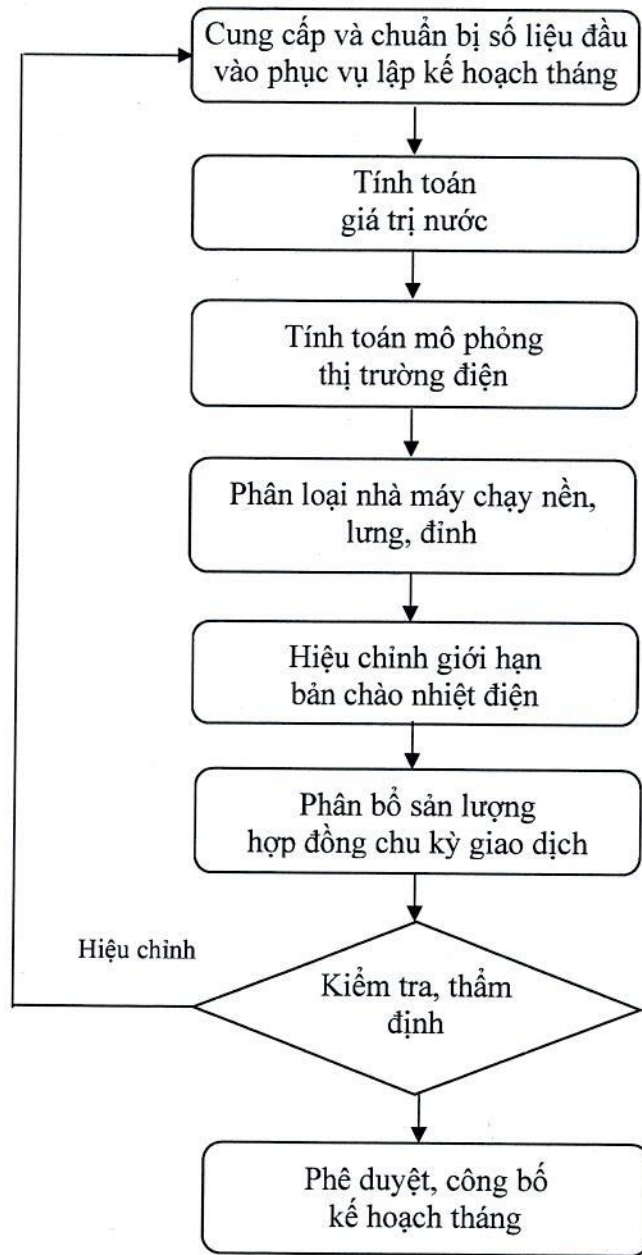 Cung cấp và chuẩn bị số liệu đầu
vào phục vụ lập kế hoạch tháng
Tính toán
giá trị nước
Tính toán mô phỏng
thị trường điện
Phân loại nhà máy chạy nền,
lưng, đỉnh
Hiệu chỉnh giới hạn
bản chào nhiệt điện
Phân bổ sản lượng
hợp đồng chu kỳ giao dịch
Hiệu chỉnh
Kiểm tra, thẩm
định
Phê duyệt, công bố
kế hoạch tháng